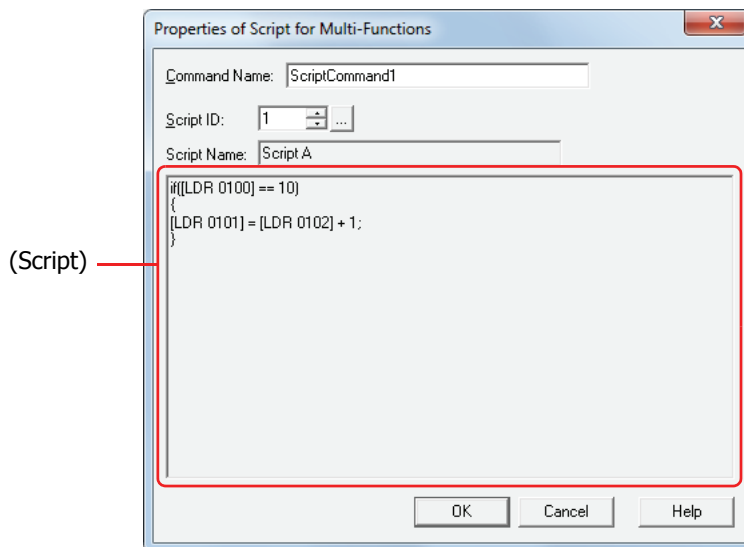 Properties of Script for Multi-Functions
x
Command Name: ScriptCommand1
Script ID: 1 ...
Script Name: Script A
if([LDR 0100] == 10)
{
[LDR 0101] = [LDR 0102] + 1;
}
(Script)
OK Cancel Help